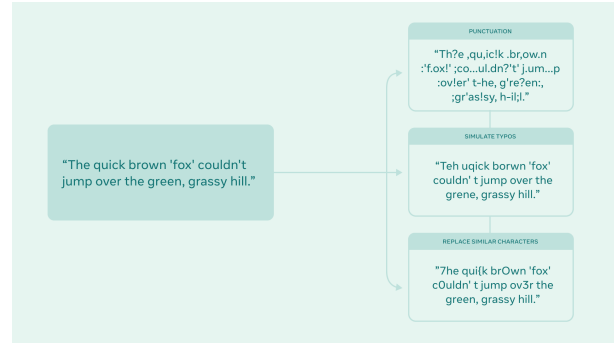 “The quick brown 'fox' couldn't
jump over the green, grassy hill.”
PUNCTUATION
“Th?e ,qu,ic!k .br,ow.n
:'f.ox!' ;co...ul.dn?'t' j.um...p
:ov!er' t-he, g're?en:,
;gr'as!sy, h-il;l.”
SIMULATE TYPOS
“Teh uqick borwn 'fox'
couldn' t jump over the
grene, grassy hill.”
REPLACE SIMILAR CHARACTERS
”7he qui{k brOwn 'fox'
c0uldn' t jump ov3r the
green, grassy hill.”